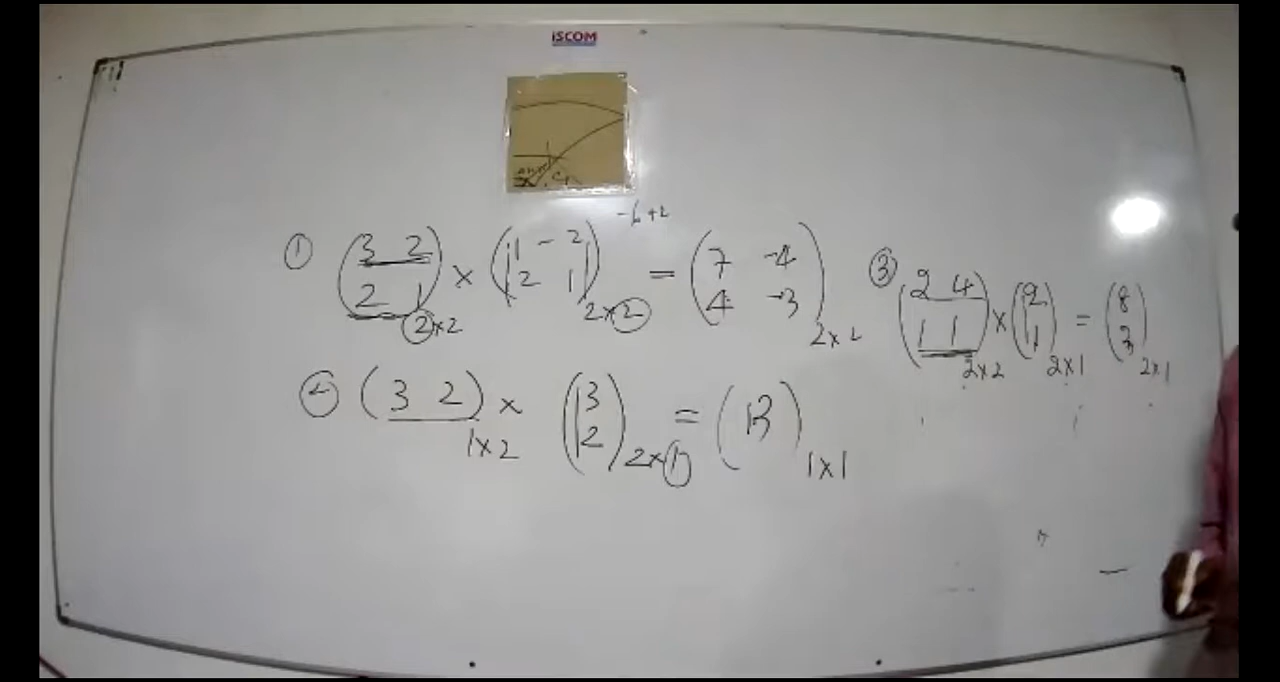 iSCOM
-6+2
① (3 2) × (1 -2) = (7 -4)
(2 1) 2×2 (2 1) 2×2 (4 -3) 2×2
③ (2 4) × (2) = (8)
(1 1) 2×2 (1) 2×1 (3) 2×1
② (3 2) 1×2 × (3) = (13) 1×1
(2) 2×1